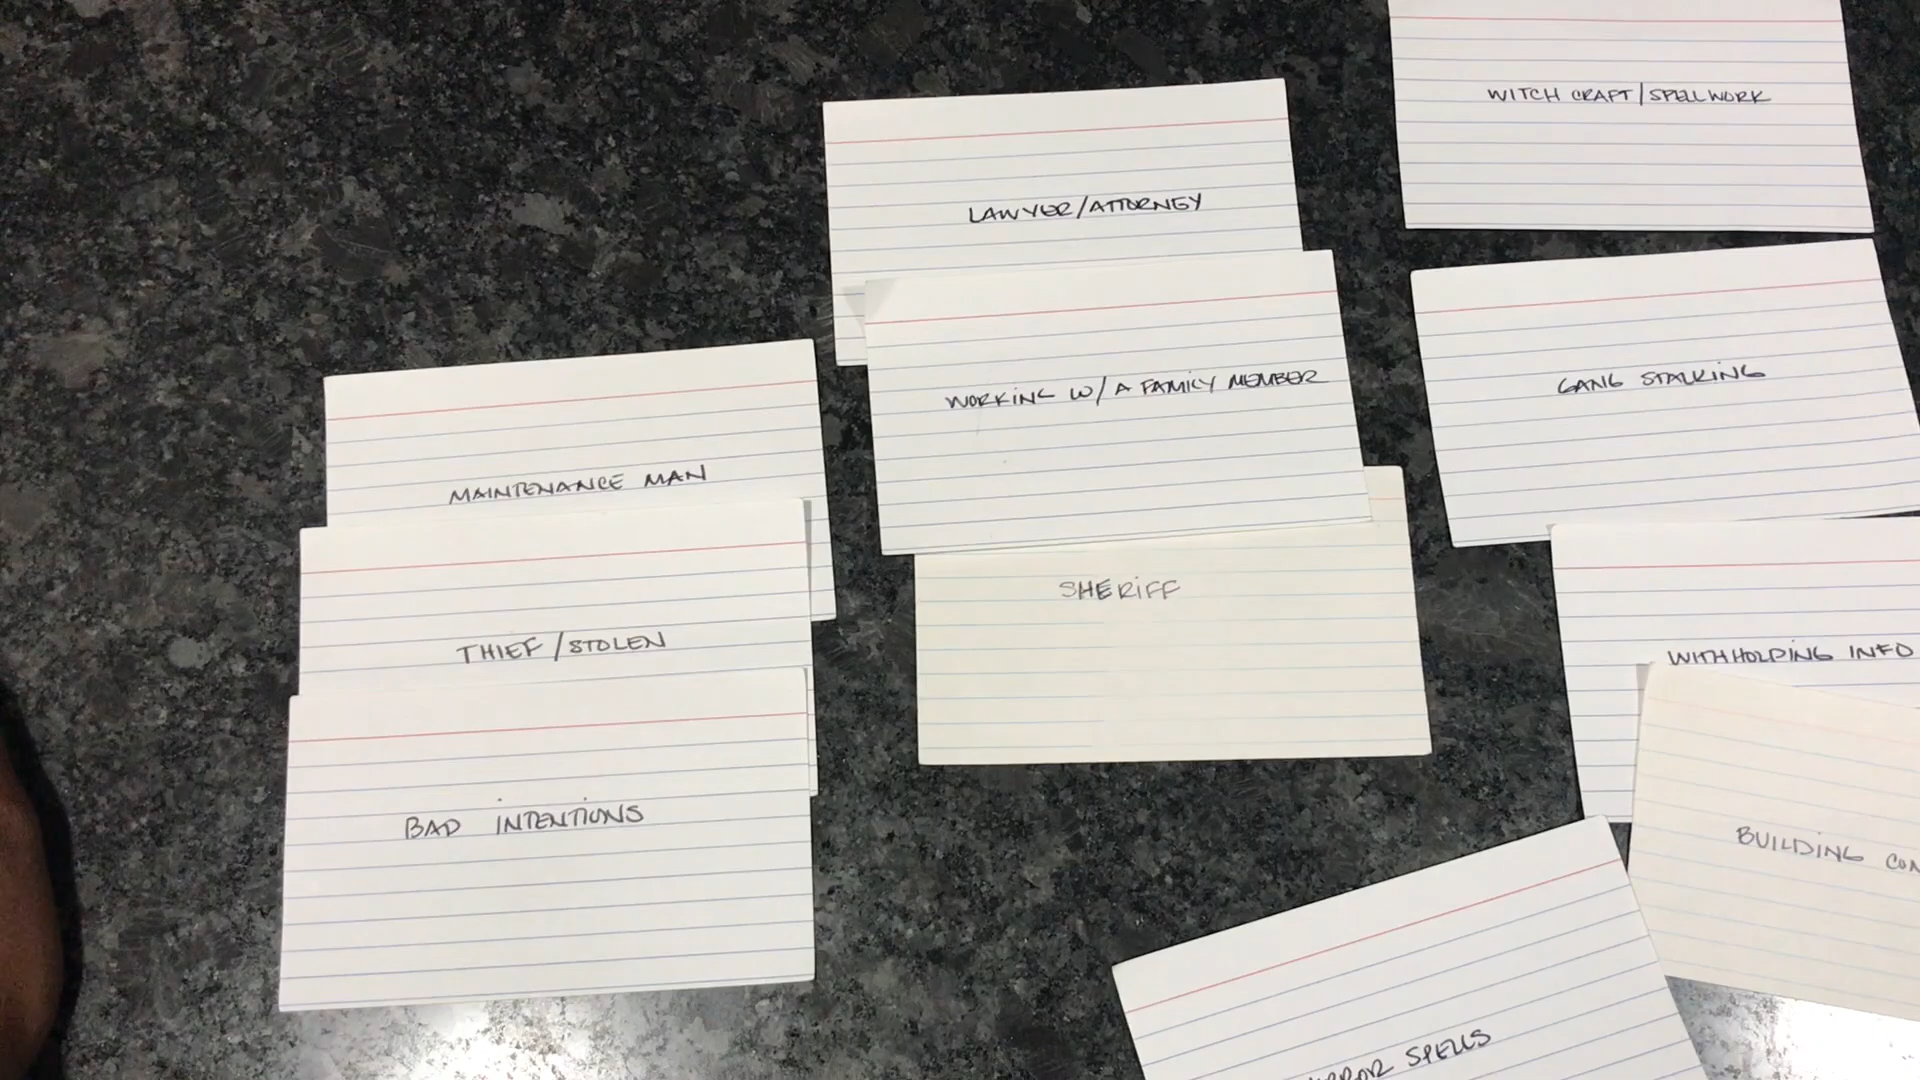 WITCH CRAFT/SPELLWORK
LAWYER/ATTORNEY
WORKING W/A FAMILY MEMBER
GANG STALKING
MAINTENANCE MAN
THIEF/STOLEN
SHERIFF
WITHHOLDING INFO
BAD INTENTIONS
BUILDING
SPELLS